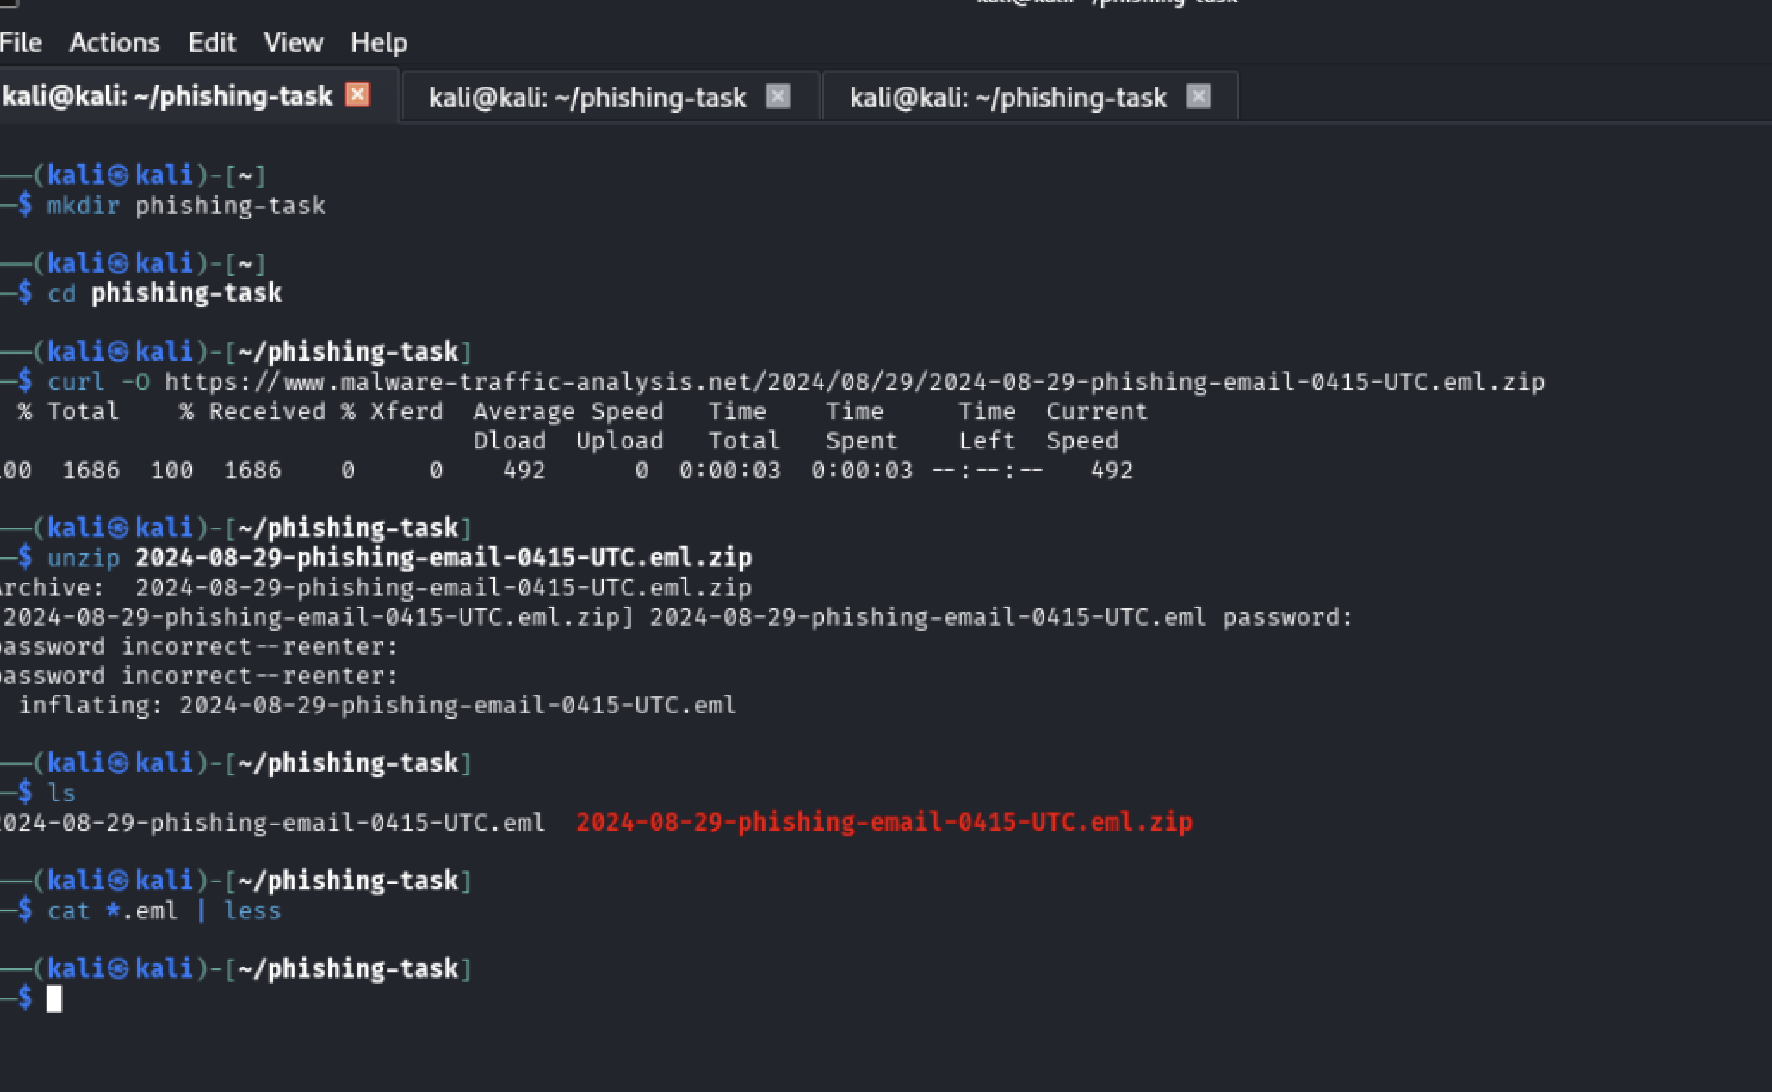 File Actions Edit View Help
kali@kali: ~/phishing-task kali@kali: ~/phishing-task kali@kali: ~/phishing-task
——(kali㉿kali)-[~]
—$ mkdir phishing-task
——(kali㉿kali)-[~]
—$ cd phishing-task
——(kali㉿kali)-[~/phishing-task]
—$ curl -O https://www.malware-traffic-analysis.net/2024/08/29/2024-08-29-phishing-email-0415-UTC.eml.zip
% Total % Received % Xferd Average Speed Time Time Time Current
Dload Upload Total Spent Left Speed
00 1686 100 1686 0 0 492 0 0:00:03 0:00:03 --:--:-- 492
——(kali㉿kali)-[~/phishing-task]
—$ unzip 2024-08-29-phishing-email-0415-UTC.eml.zip
Archive: 2024-08-29-phishing-email-0415-UTC.eml.zip
2024-08-29-phishing-email-0415-UTC.eml.zip] 2024-08-29-phishing-email-0415-UTC.eml password:
password incorrect--reenter:
password incorrect--reenter:
inflating: 2024-08-29-phishing-email-0415-UTC.eml
——(kali㉿kali)-[~/phishing-task]
—$ ls
2024-08-29-phishing-email-0415-UTC.eml 2024-08-29-phishing-email-0415-UTC.eml.zip
——(kali㉿kali)-[~/phishing-task]
—$ cat *.eml | less
——(kali㉿kali)-[~/phishing-task]
—$